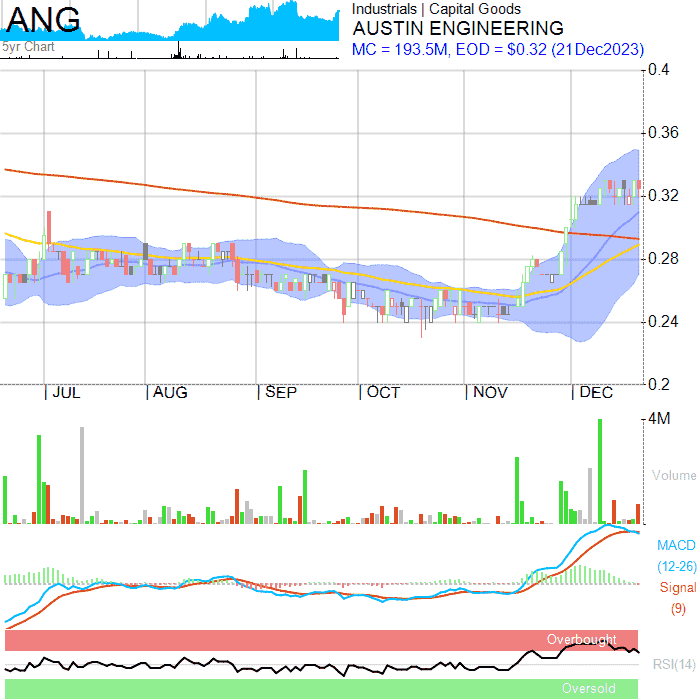 ANG
5yr Chart
Industrials | Capital Goods
AUSTIN ENGINEERING
MC = 193.5M, EOD = $0.32 (21Dec2023)
0.4
0.36
0.32
0.28
0.24
0.2
JUL
AUG
SEP
OCT
NOV
DEC
4M
Volume
MACD
(12-26)
Signal
(9)
Overbought
RSI(14)
Oversold